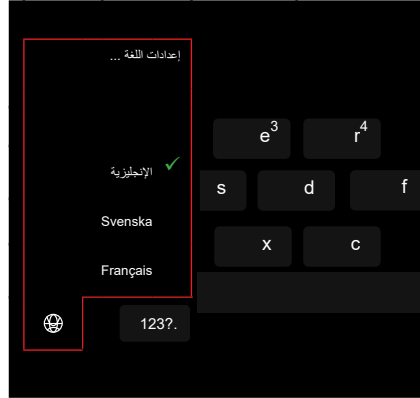 إعدادات اللغة ...
e3 r4
الإنجليزية
s d f
Svenska
x c
Français
123?.